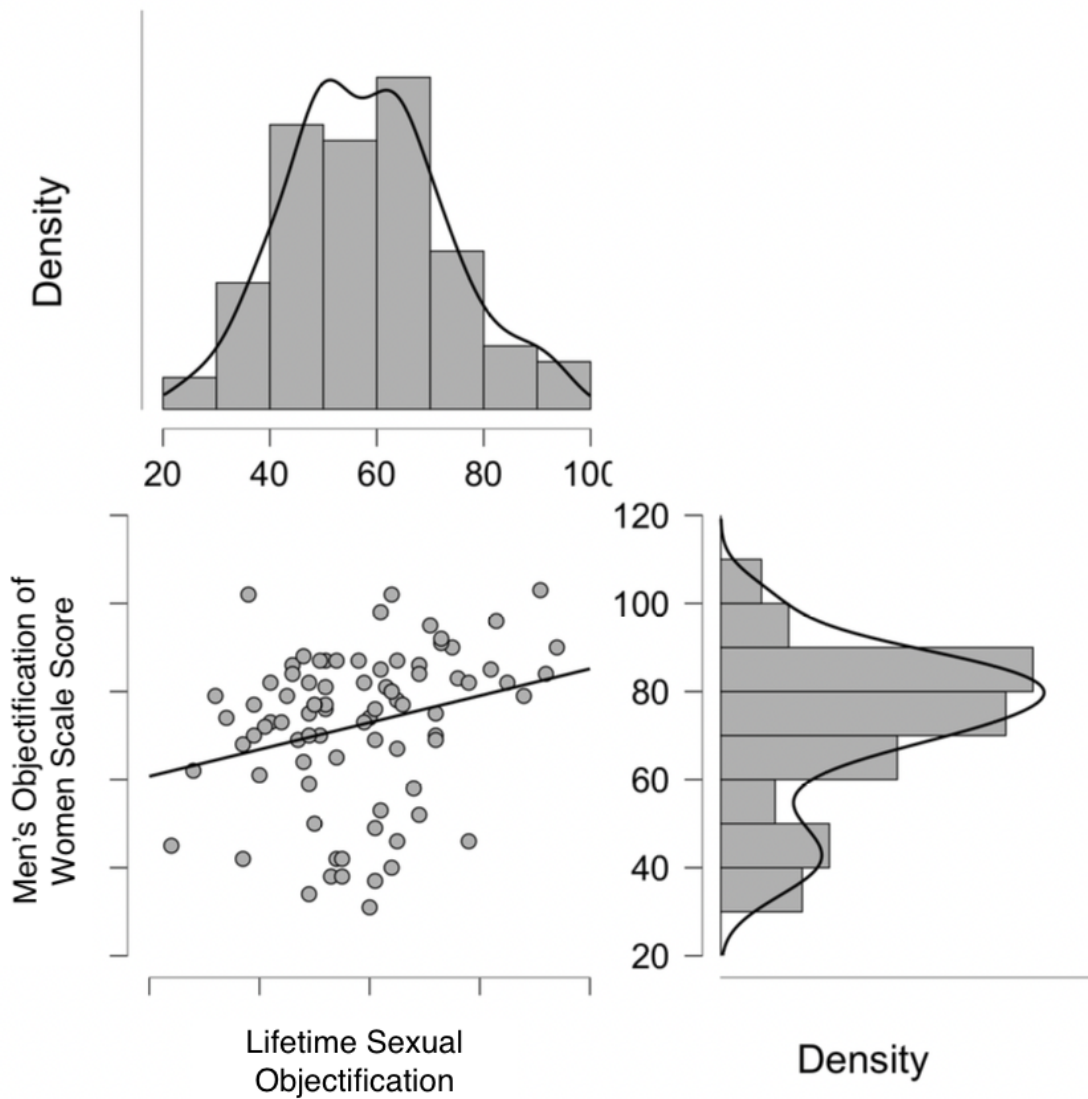 Density
20 40 60 80 100
120
100
80
60
40
20
Men's Objectification of
Women Scale Score
Lifetime Sexual
Objectification
Density